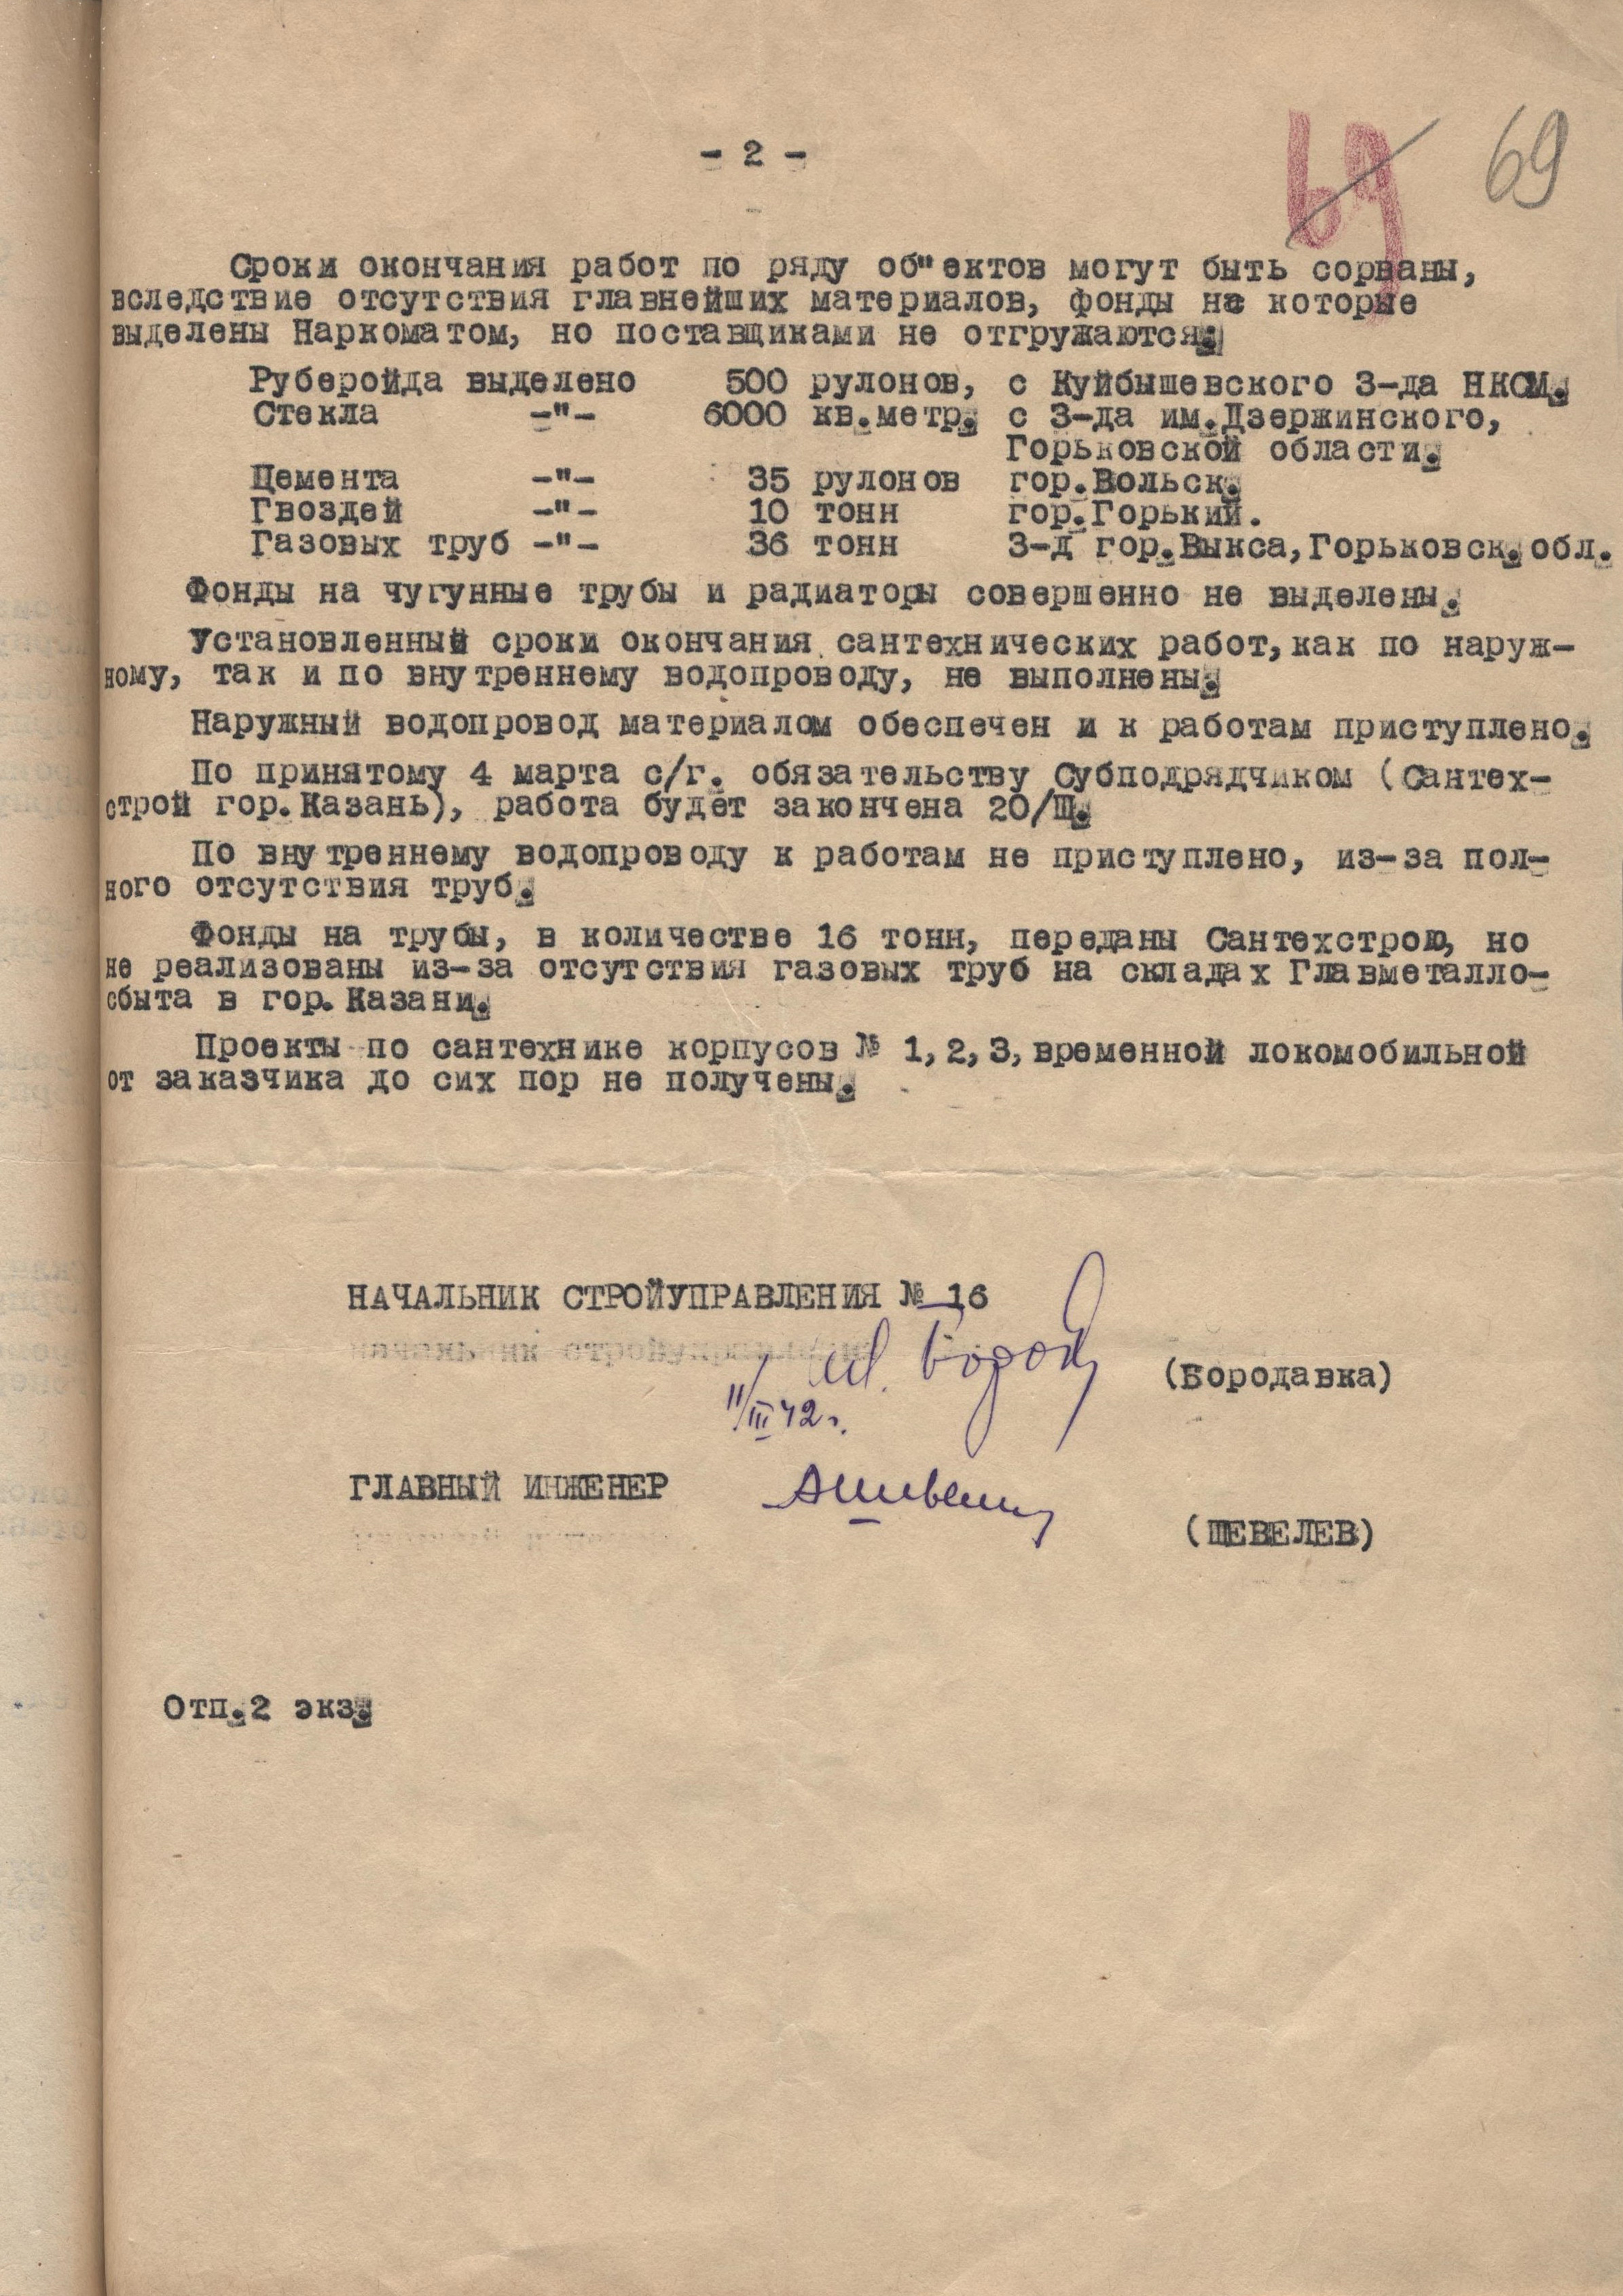 - 2 -
69 69
Сроки окончания работ по ряду об"ектов могут быть сорваны,
вследствие отсутствия главнейших материалов, фонды на которые
выделены Наркоматом, но поставщиками не отгружаются.
Руберойда выделено 500 рулонов, с Куйбышевского З-да НКСМ.
Стекла -"- 6000 кв.метр. с З-да им.Дзержинского,
Горьковской области.
Цемента -"- 35 рулонов гор.Вольск.
Гвоздей -"- 10 тонн гор.Горький.
Газовых труб -"- 36 тонн З-д гор.Выкса,Горьковск.обл.
Фонды на чугунные трубы и радиаторы совершенно не выделены.
Установленный сроки окончания сантехнических работ,как по наруж-
ному, так и по внутреннему водопроводу, не выполнены.
Наружный водопровод материалом обеспечен и к работам приступлено.
По принятому 4 марта с/г. обязательству Субподрядчиком (Сантех-
строй гор.Казань), работа будет закончена 20/III.
По внутреннему водопроводу к работам не приступлено, из-за пол-
ного отсутствия труб.
Фонды на трубы, в количестве 16 тонн, переданы Сантехстрою, но
не реализованы из-за отсутствия газовых труб на складах Главметалло-
сбыта в гор.Казани.
Проекты по сантехнике корпусов № 1,2,3,временной локомобильной
от заказчика до сих пор не получены.
НАЧАЛЬНИК СТРОЙУПРАВЛЕНИЯ № 16
(Бородавка)
11/III 42г.
ГЛАВНЫЙ ИНЖЕНЕР
(ШЕВЕЛЕВ)
Отп.2 экз.